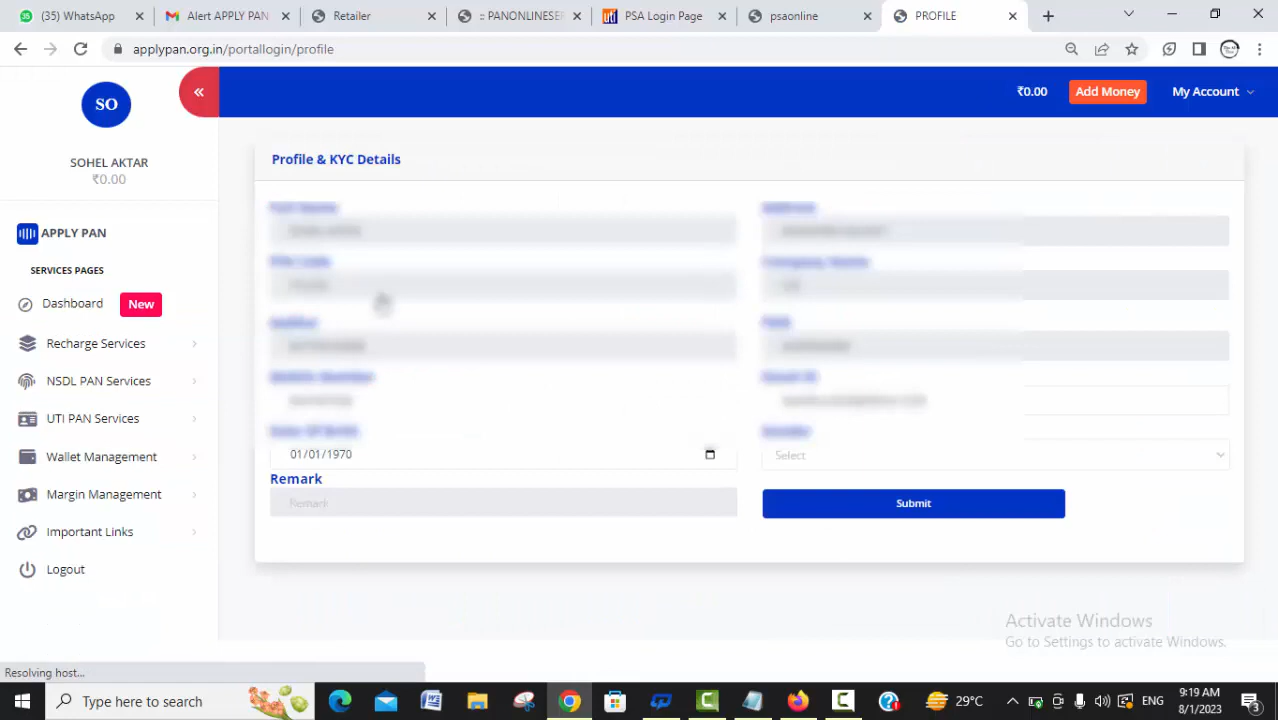 (35) WhatsApp
Alert APPLY PAN
Retailer
:: PANONLINESER
uti PSA Login Page
psaonline
PROFILE
applypan.org.in/portallogin/profile
SO
«
₹0.00 Add Money My Account
SOHEL AKTAR
₹0.00
Profile & KYC Details
APPLY PAN
SERVICES PAGES
Dashboard New
Recharge Services
NSDL PAN Services
UTI PAN Services
Wallet Management
Margin Management
Important Links
Logout
01/01/1970
Select
Remark
Remark
Submit
Activate Windows
Go to Settings to activate Windows.
Resolving host...
Type here to search
29°C
ENG
9:19 AM
8/1/2023
3